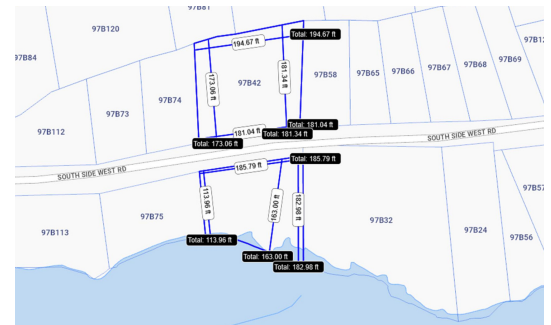 97B81
97B120
97B84
194.67 ft
Total: 194.67 ft
97B42
181.34 ft
173.06 ft
97B58
97B65
97B66
97B67
97B68
97B69
97B12
97B73
97B74
97B112
181.04 ft
Total: 181.04 ft
Total: 181.34 ft
Total: 173.06 ft
SOUTH SIDE WEST RD
SOUTH SIDE WEST RD
185.79 ft
Total: 185.79 ft
113.96 ft
163.00 ft
182.98 ft
97B113
97B75
97B32
97B24
97B56
97B57
Total: 113.96 ft
Total: 163.00 ft
Total: 182.98 ft